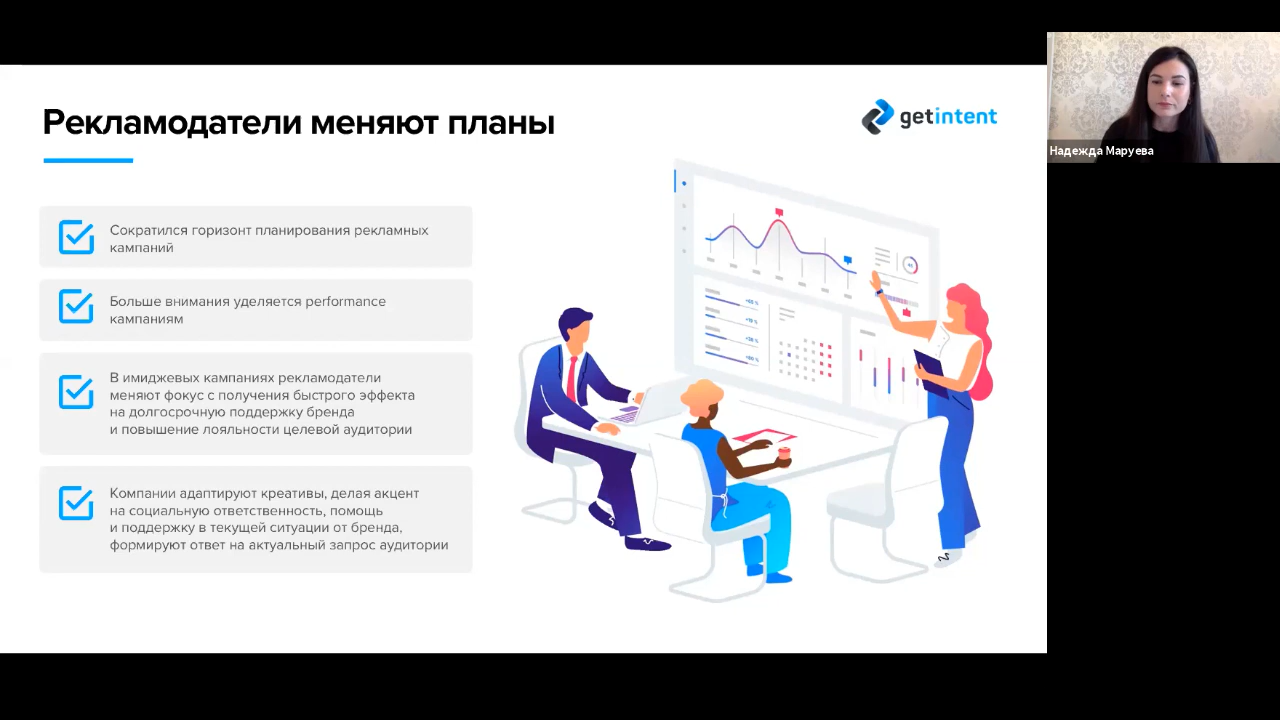 Рекламодатели меняют планы
getintent
Надежда Маруева
Сократился горизонт планирования рекламных
кампаний
Больше внимания уделяется performance
кампаниям
В имиджевых кампаниях рекламодатели
меняют фокус с получения быстрого эффекта
на долгосрочную поддержку бренда
и повышение лояльности целевой аудитории
Компании адаптируют креативы, делая акцент
на социальную ответственность, помощь
и поддержку в текущей ситуации от бренда,
формируют ответ на актуальный запрос аудитории